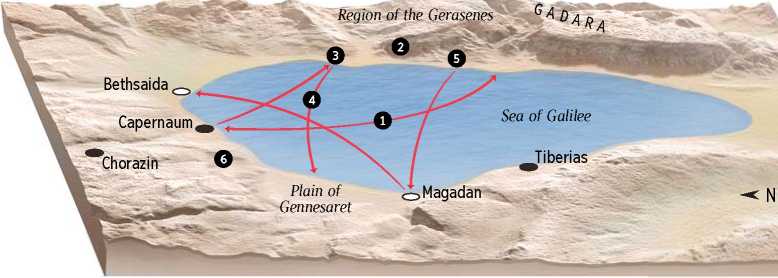 Region of the Gerasenes
GADARA
3
2
5
Bethsaida
4
Capernaum
1
Sea of Galilee
Chorazin
6
Tiberias
Plain of
Gennesaret
Magadan
N